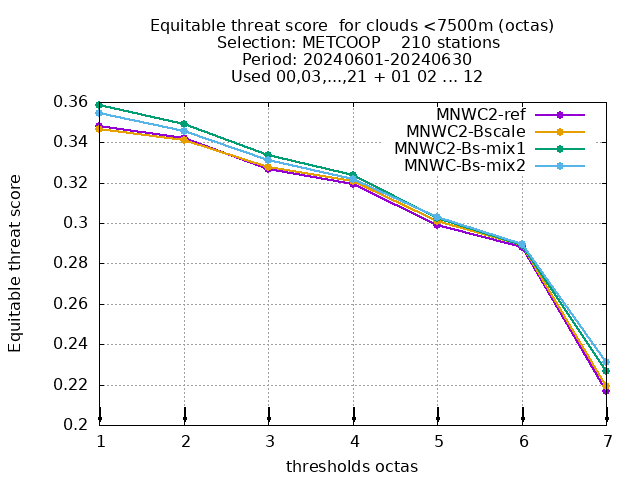 Equitable threat score  for clouds <7500m (octas)
Selection: METCOOP    210 stations
Period: 20240601-20240630
Used 00,03,...,21 + 01 02 ... 12
MNWC2-ref
MNWC2-Bscale
MNWC2-Bs-mix1
MNWC-Bs-mix2
Equitable threat score
0.36
0.34
0.32
0.3
0.28
0.26
0.24
0.22
0.2
1 2 3 4 5 6 7
thresholds octas